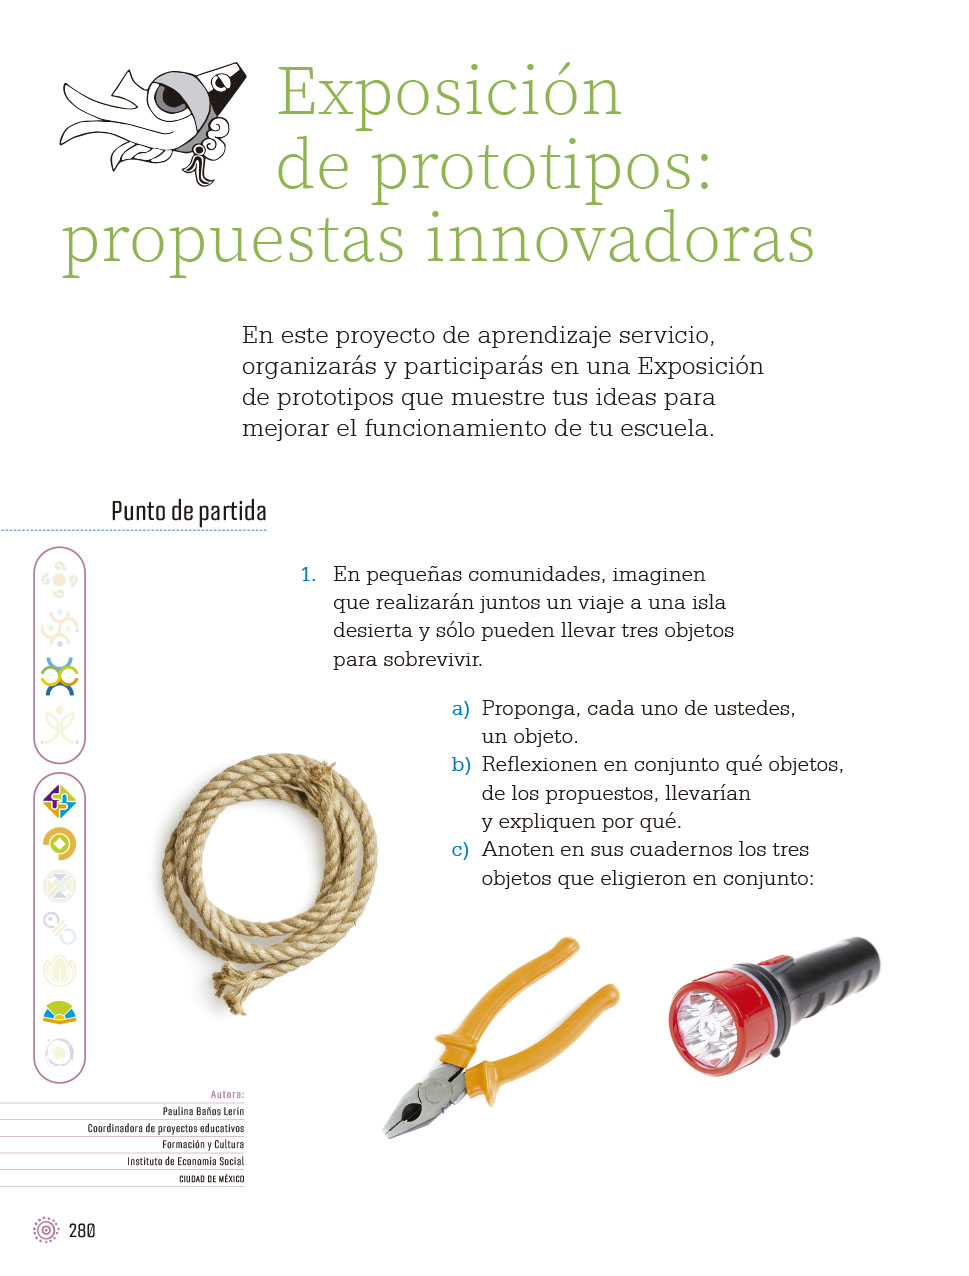 Exposición
de prototipos:
propuestas innovadoras
En este proyecto de aprendizaje servicio,
organizarás y participarás en una Exposición
de prototipos que muestre tus ideas para
mejorar el funcionamiento de tu escuela.
Punto de partida
1. En pequeñas comunidades, imaginen
que realizarán juntos un viaje a una isla
desierta y sólo pueden llevar tres objetos
para sobrevivir.
a) Proponga, cada uno de ustedes,
un objeto.
b) Reflexionen en conjunto qué objetos,
de los propuestos, llevarían
y expliquen por qué.
c) Anoten en sus cuadernos los tres
objetos que eligieron en conjunto:
Autora:
Paulina Baños Lerín
Coordinadora de proyectos educativos
Formación y Cultura
Instituto de Economía Social
CIUDAD DE MÉXICO
280